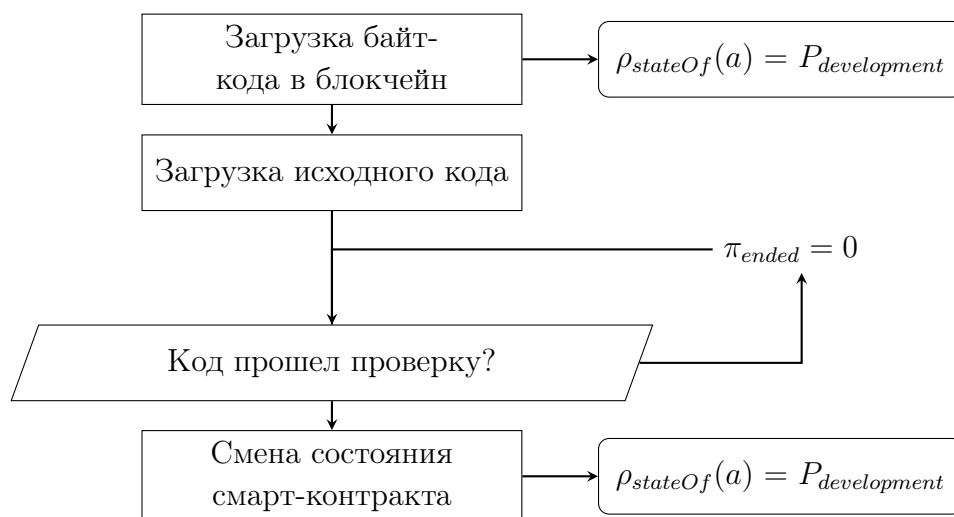 Загрузка байт-
кода в блокчейн
ρ_{stateOf}(a) = P_{development}
Загрузка исходного кода
π_{ended} = 0
Код прошел проверку?
Смена состояния
смарт-контракта
ρ_{stateOf}(a) = P_{development}